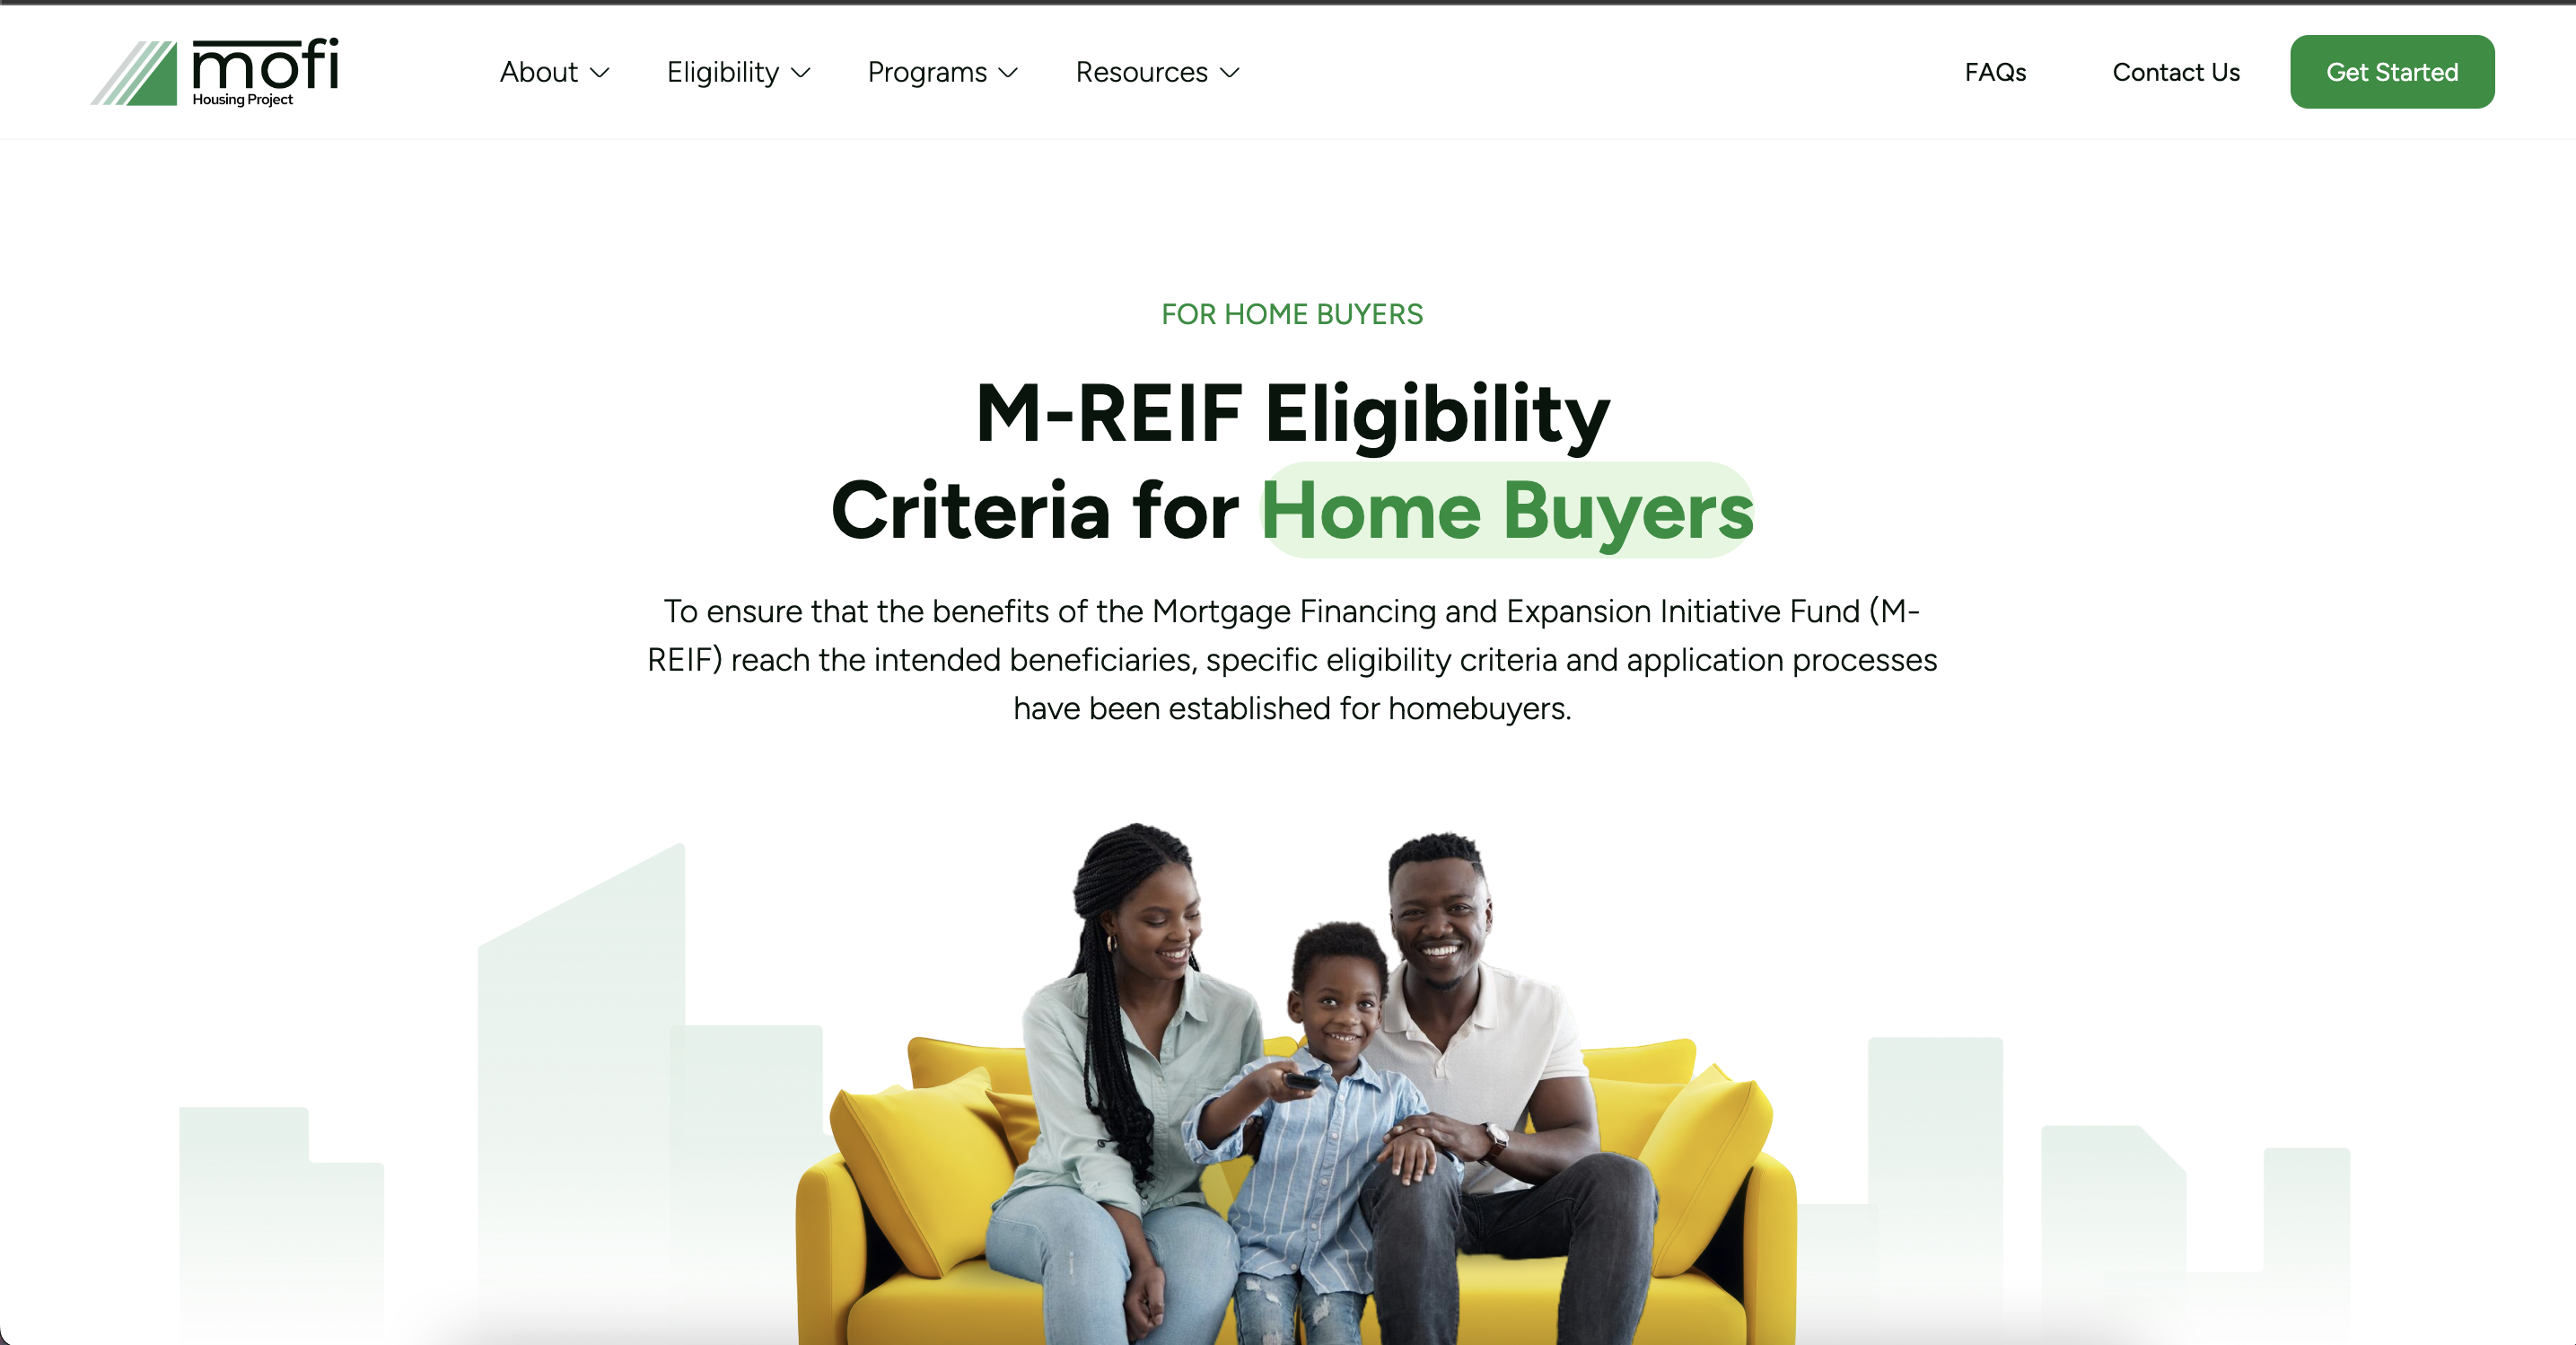 mofi
Housing Project
About
Eligibility
Programs
Resources
FAQs
Contact Us
Get Started
FOR HOME BUYERS
M-REIF Eligibility
Criteria for Home Buyers
To ensure that the benefits of the Mortgage Financing and Expansion Initiative Fund (M-
REIF) reach the intended beneficiaries, specific eligibility criteria and application processes
have been established for homebuyers.